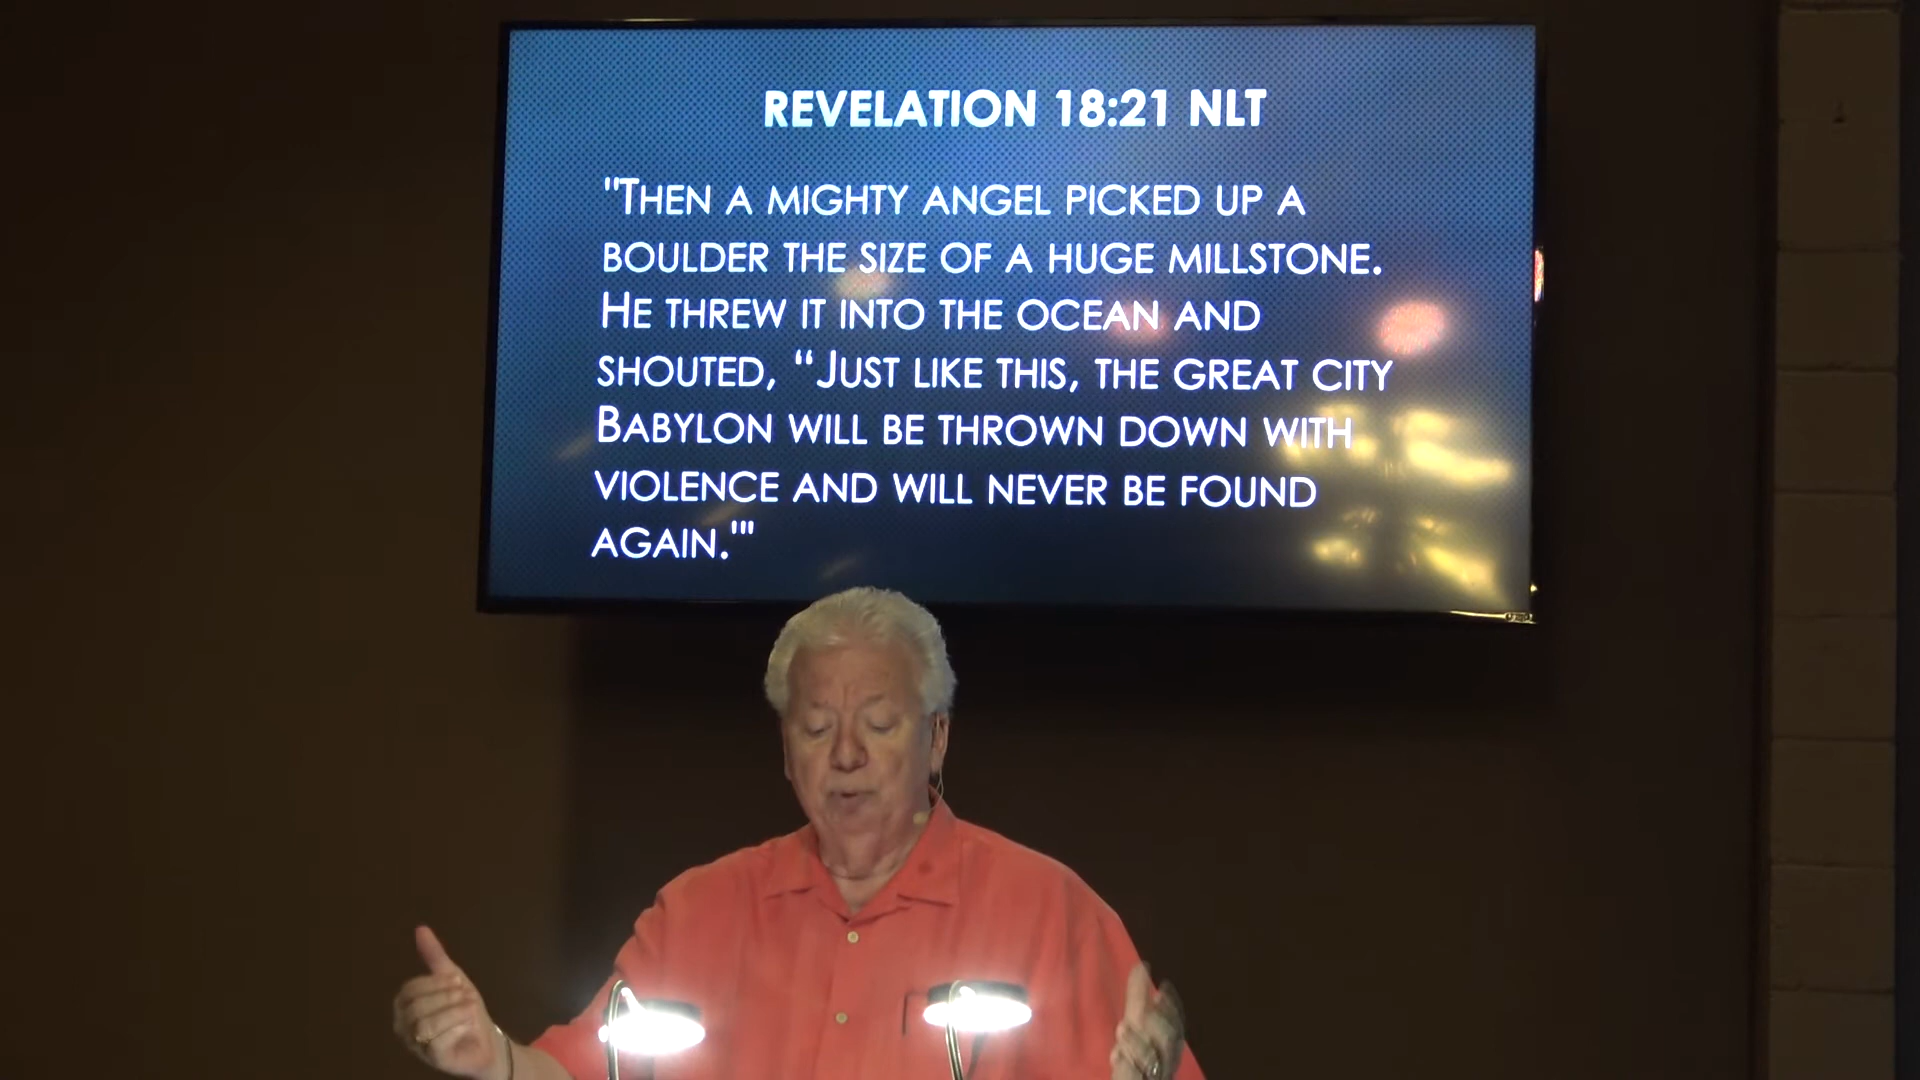 REVELATION 18:21 NLT
"THEN A MIGHTY ANGEL PICKED UP A
BOULDER THE SIZE OF A HUGE MILLSTONE.
HE THREW IT INTO THE OCEAN AND
SHOUTED, “JUST LIKE THIS, THE GREAT CITY
BABYLON WILL BE THROWN DOWN WITH
VIOLENCE AND WILL NEVER BE FOUND
AGAIN.'"